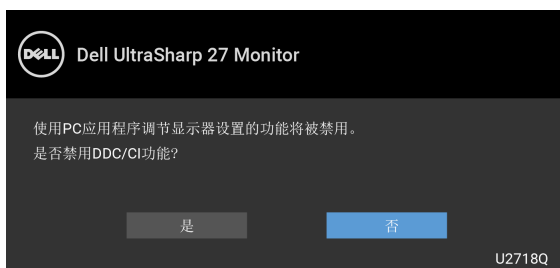 DELL Dell UltraSharp 27 Monitor
使用PC应用程序调节显示器设置的功能将被禁用。
是否禁用DDC/CI功能?
是 否
U2718Q